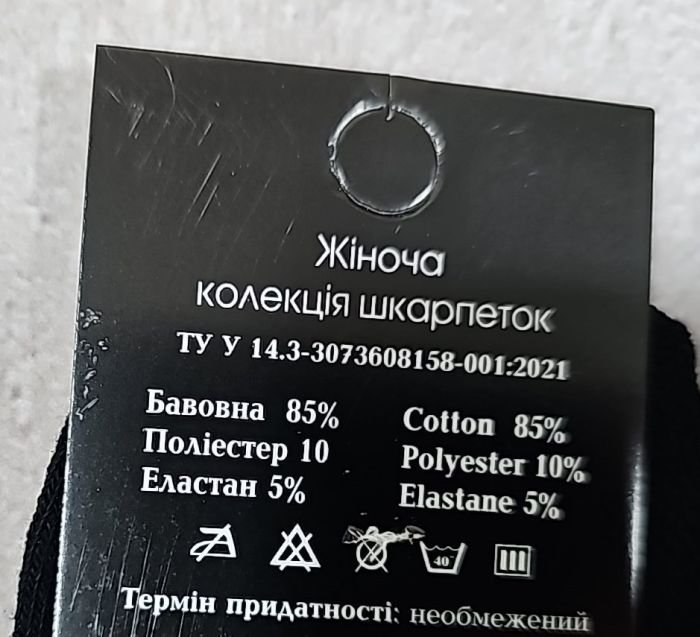 Жіноча
колекція шкарпеток
ТУ У 14.3-3073608158-001:2021
Бавовна 85% Cotton 85%
Поліестер 10 Polyester 10%
Еластан 5% Elastane 5%
40°
Термін придатності: необмежений